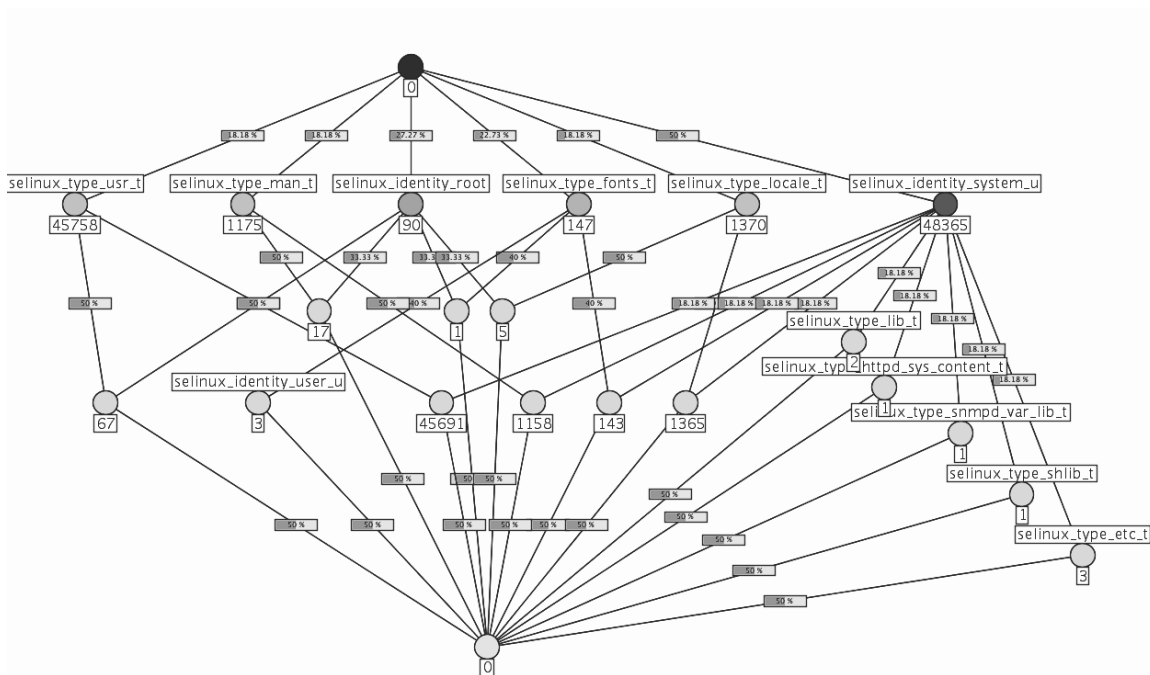 0
18.18 % 18.18 % 27.27 % 22.73 % 18.18 % 50 %
selinux_type_usr_t selinux_type_man_t selinux_identity_root selinux_type_fonts_t selinux_type_locale_t selinux_identity_system_u
45758 1175 90 147 1370 48365
50 % 33.33 % 33.33 % 40 % 50 %
18.18 %
18.18 %
50 % 50 % 50 % 40 % 40 % 18.18 % 18.18 % 18.18 % 18.18 %
18.18 %
selinux_type_lib_t
17 1 5
18.18 %
2
selinux_type_httpd_sys_content_t
selinux_identity_user_u
18.18 %
1
selinux_type_snmpd_var_lib_t
67 3 45691 1158 143 1365
1
selinux_type_shlib_t
50 % 50 %
50 %
1
50 %
50 % 50 % 50 % 50 % 50 % 50 %
selinux_type_etc_t
50 %
50 %
3
50 %
0